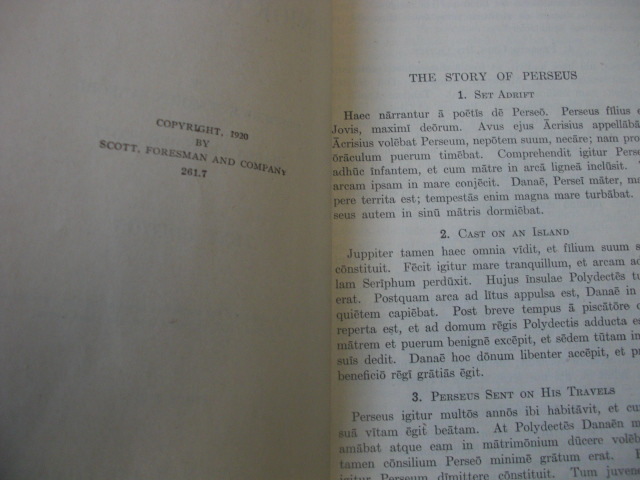 COPYRIGHT, 1920
BY
SCOTT, FORESMAN AND COMPANY
261.7
THE STORY OF PERSEUS
1. SET ADRIFT
Haec nārrantur ā poētīs dē Perseō. Perseus fīlius e
Jovis, maximī deōrum. Avus ejus Ācrisius appellāba
Ācrisius volēbat Perseum, nepōtem suum, necāre; nam pro
ōrāculum puerum timēbat. Comprehendit igitur Perse
adhūc īnfantem, et cum mātre in arcā ligneā inclūsit.
arcam ipsam in mare conjēcit. Danaē, Perseī māter, ma
pere territa est; tempestās enim magna mare turbābat.
seus autem in sinū mātris dormiēbat.
2. CAST ON AN ISLAND
Juppiter tamen haec omnia vīdit, et fīlium suum s
cōnstituit. Fēcit igitur mare tranquillum, et arcam ad
lam Serīphum perdūxit. Hujus īnsulae Polydectēs tu
erat. Postquam arca ad lītus appulsa est, Danaē in
quiētem capiēbat. Post breve tempus ā piscātōre
reperta est, et ad domum rēgis Polydectis adducta es
mātrem et puerum benignē excēpit, et sēdem tūtam in
suīs dedit. Danaē hoc dōnum libenter accēpit, et pr
beneficiō rēgī grātiās ēgit.
3. PERSEUS SENT ON HIS TRAVELS
Perseus igitur multōs annōs ibi habitāvit, et cu
suā vītam ēgit beātam. At Polydectēs Danaēn m
amābat atque eam in mātrimōnium dūcere volēb
tamen cōnsilium Perseō minimē grātum erat.
igitur Perseum dīmittere cōnstituit. Tum juven